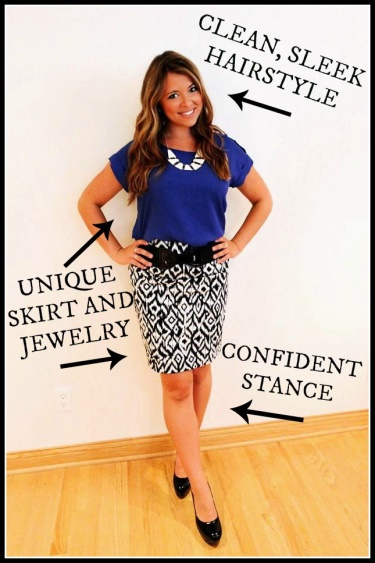 CLEAN, SLEEK
HAIRSTYLE
UNIQUE
SKIRT AND
JEWELRY
CONFIDENT
STANCE